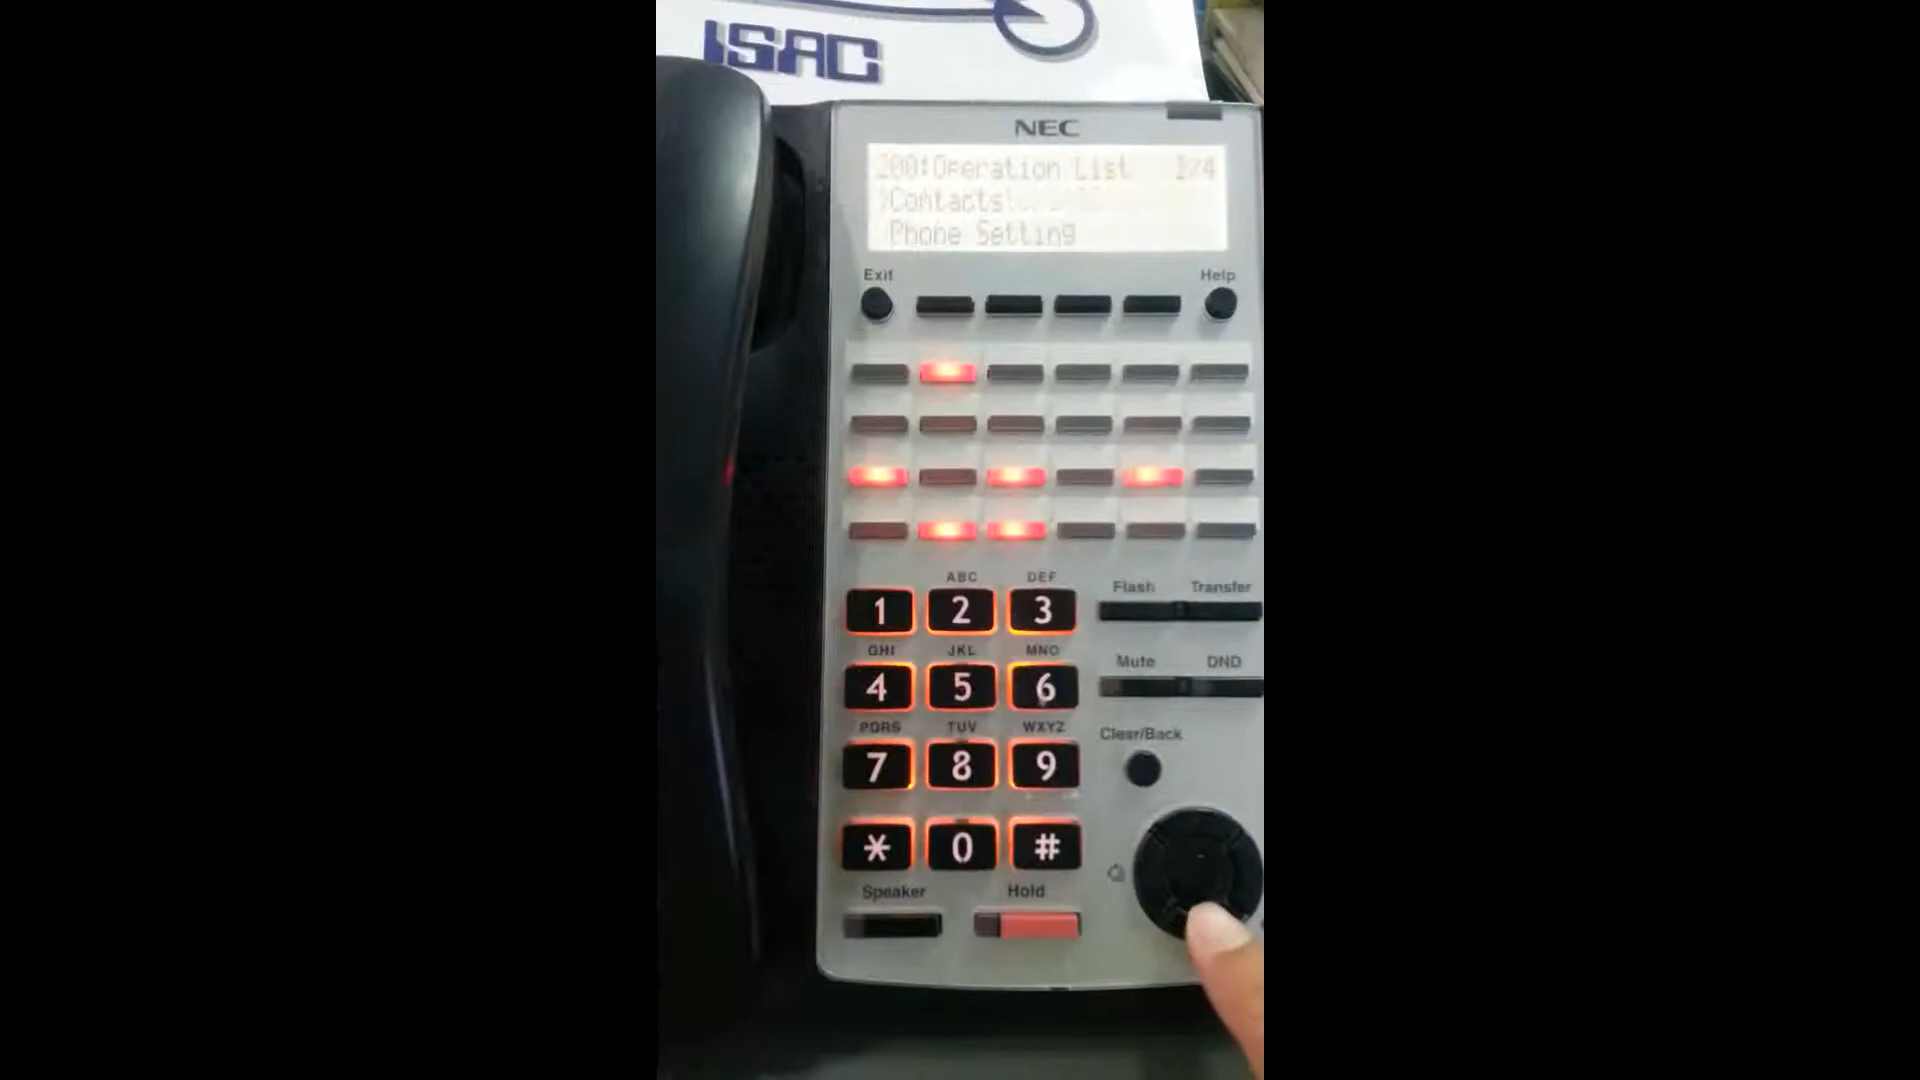 ISAC
NEC
200:Operation List 2/4
>Contacts
Phone Setting
Exit Help
ABC DEF
1 2 3
Flash Transfer
GHI JKL MNO
4 5 6
Mute DND
PQRS TUV WXYZ
7 8 9
Clear/Back
* 0 #
Speaker Hold